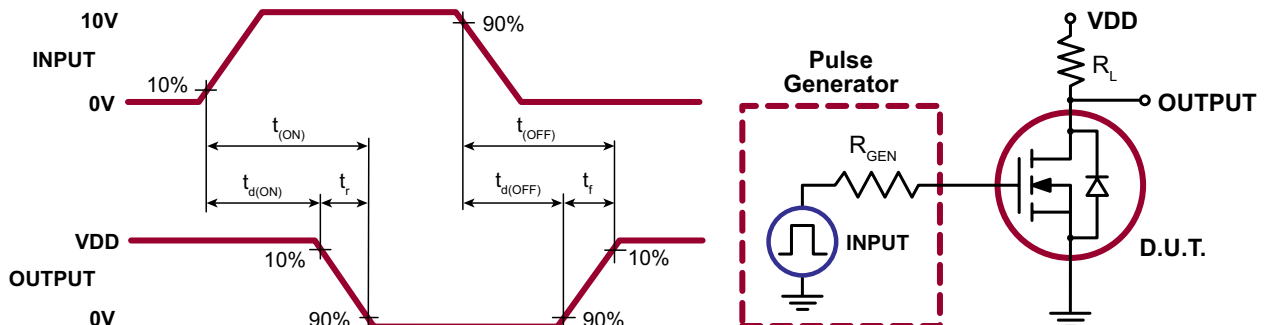 10V
INPUT
0V
10%
90%
t(ON)
t(OFF)
td(ON)
tr
td(OFF)
tf
VDD
OUTPUT
0V
10%
90%
90%
10%
Pulse
Generator
RGEN
INPUT
VDD
RL
OUTPUT
D.U.T.